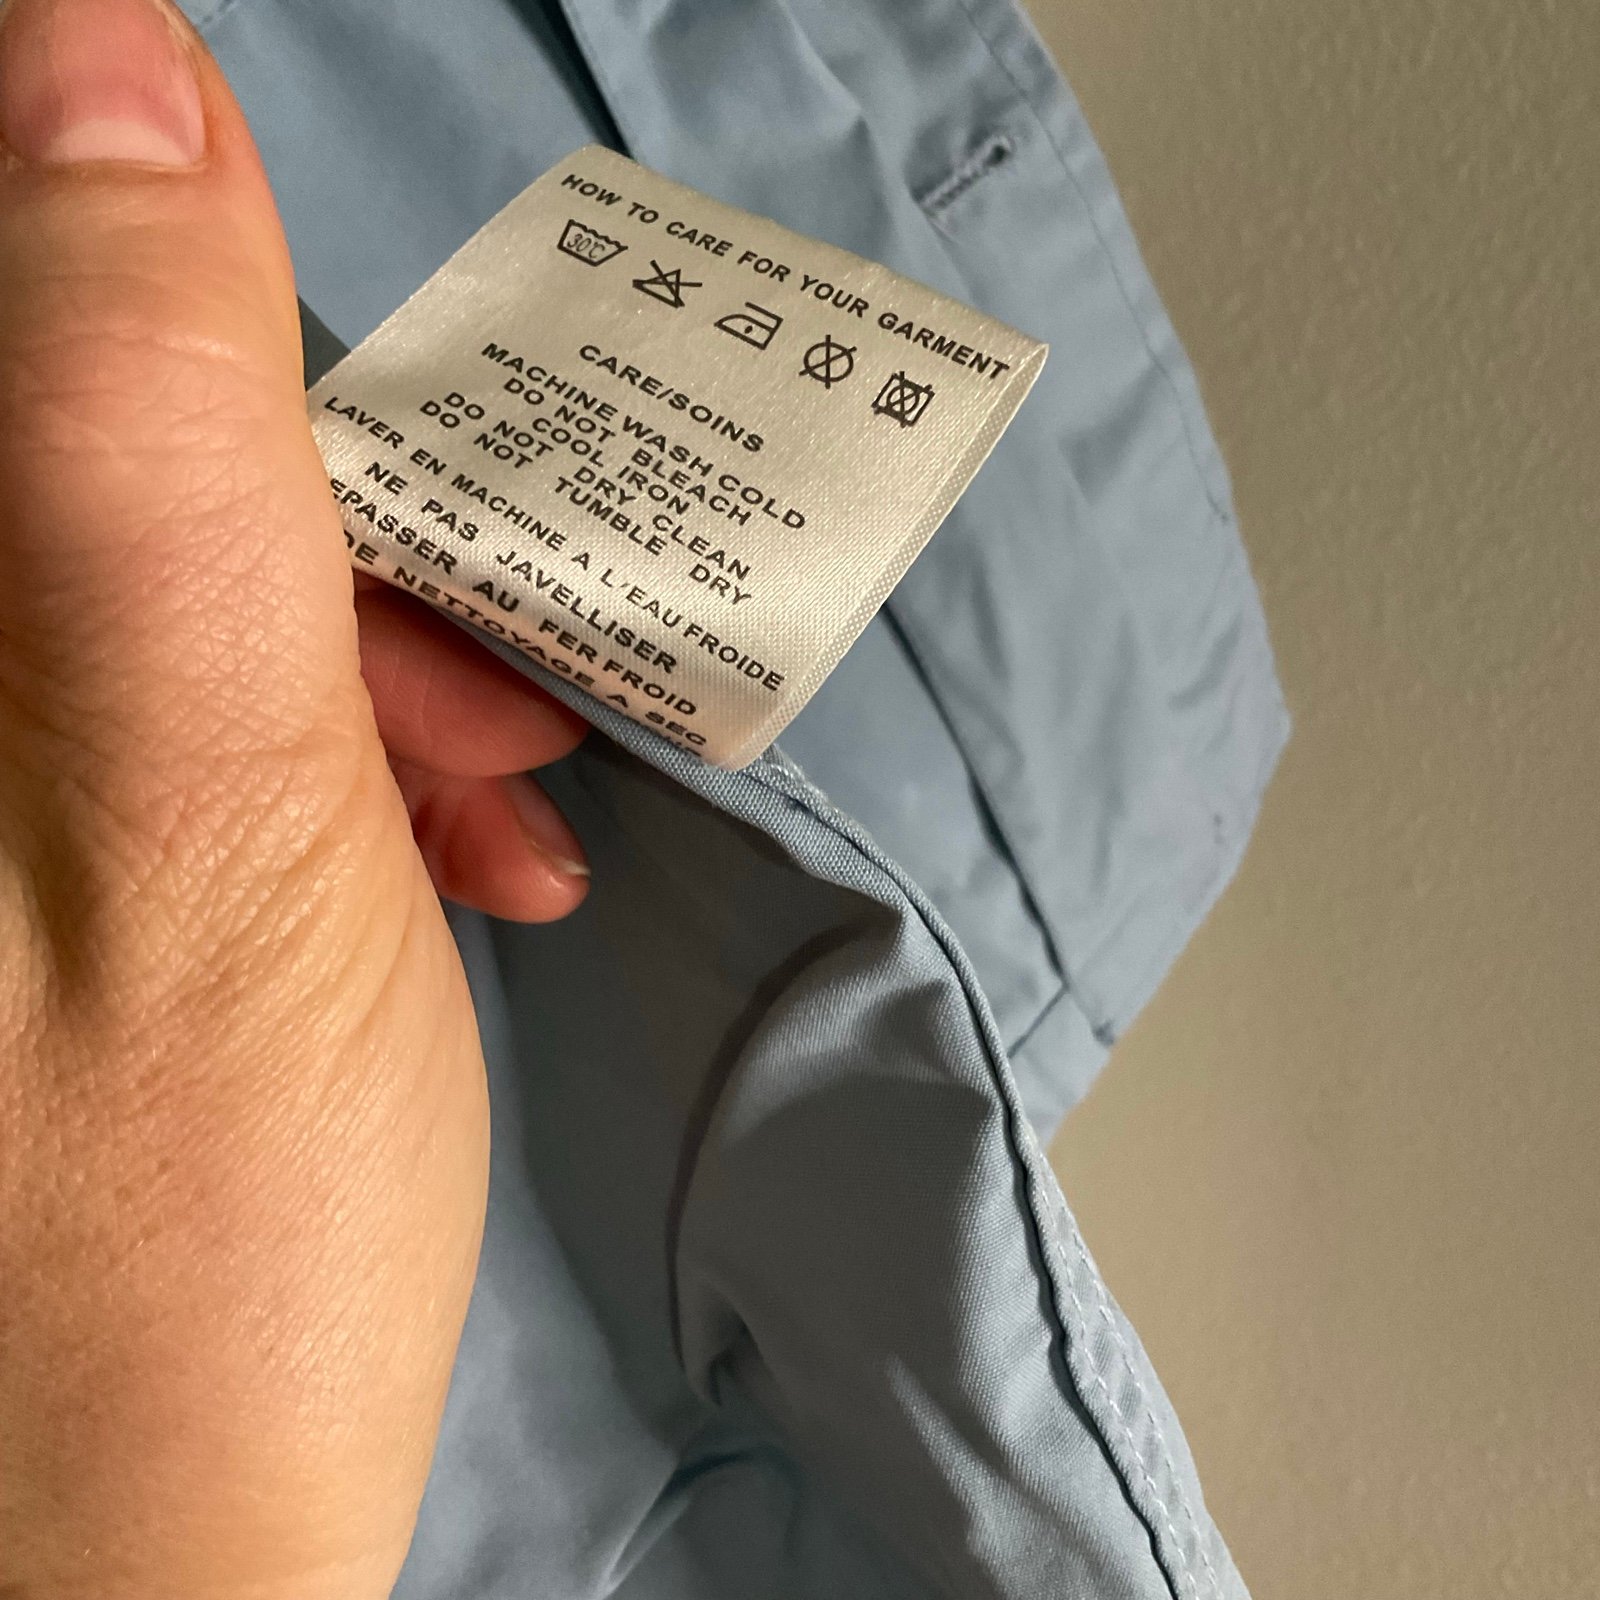 HOW TO CARE FOR YOUR GARMENT
30°C
CARE/SOINS
MACHINE WASH COLD
DO NOT BLEACH
COOL IRON
DO NOT DRY CLEAN
DO NOT TUMBLE DRY
LAVER EN MACHINE A L'EAU FROIDE
NE PAS JAVELLISER
EPASSER AU FER FROID
DE NETTOYAGE A SEC